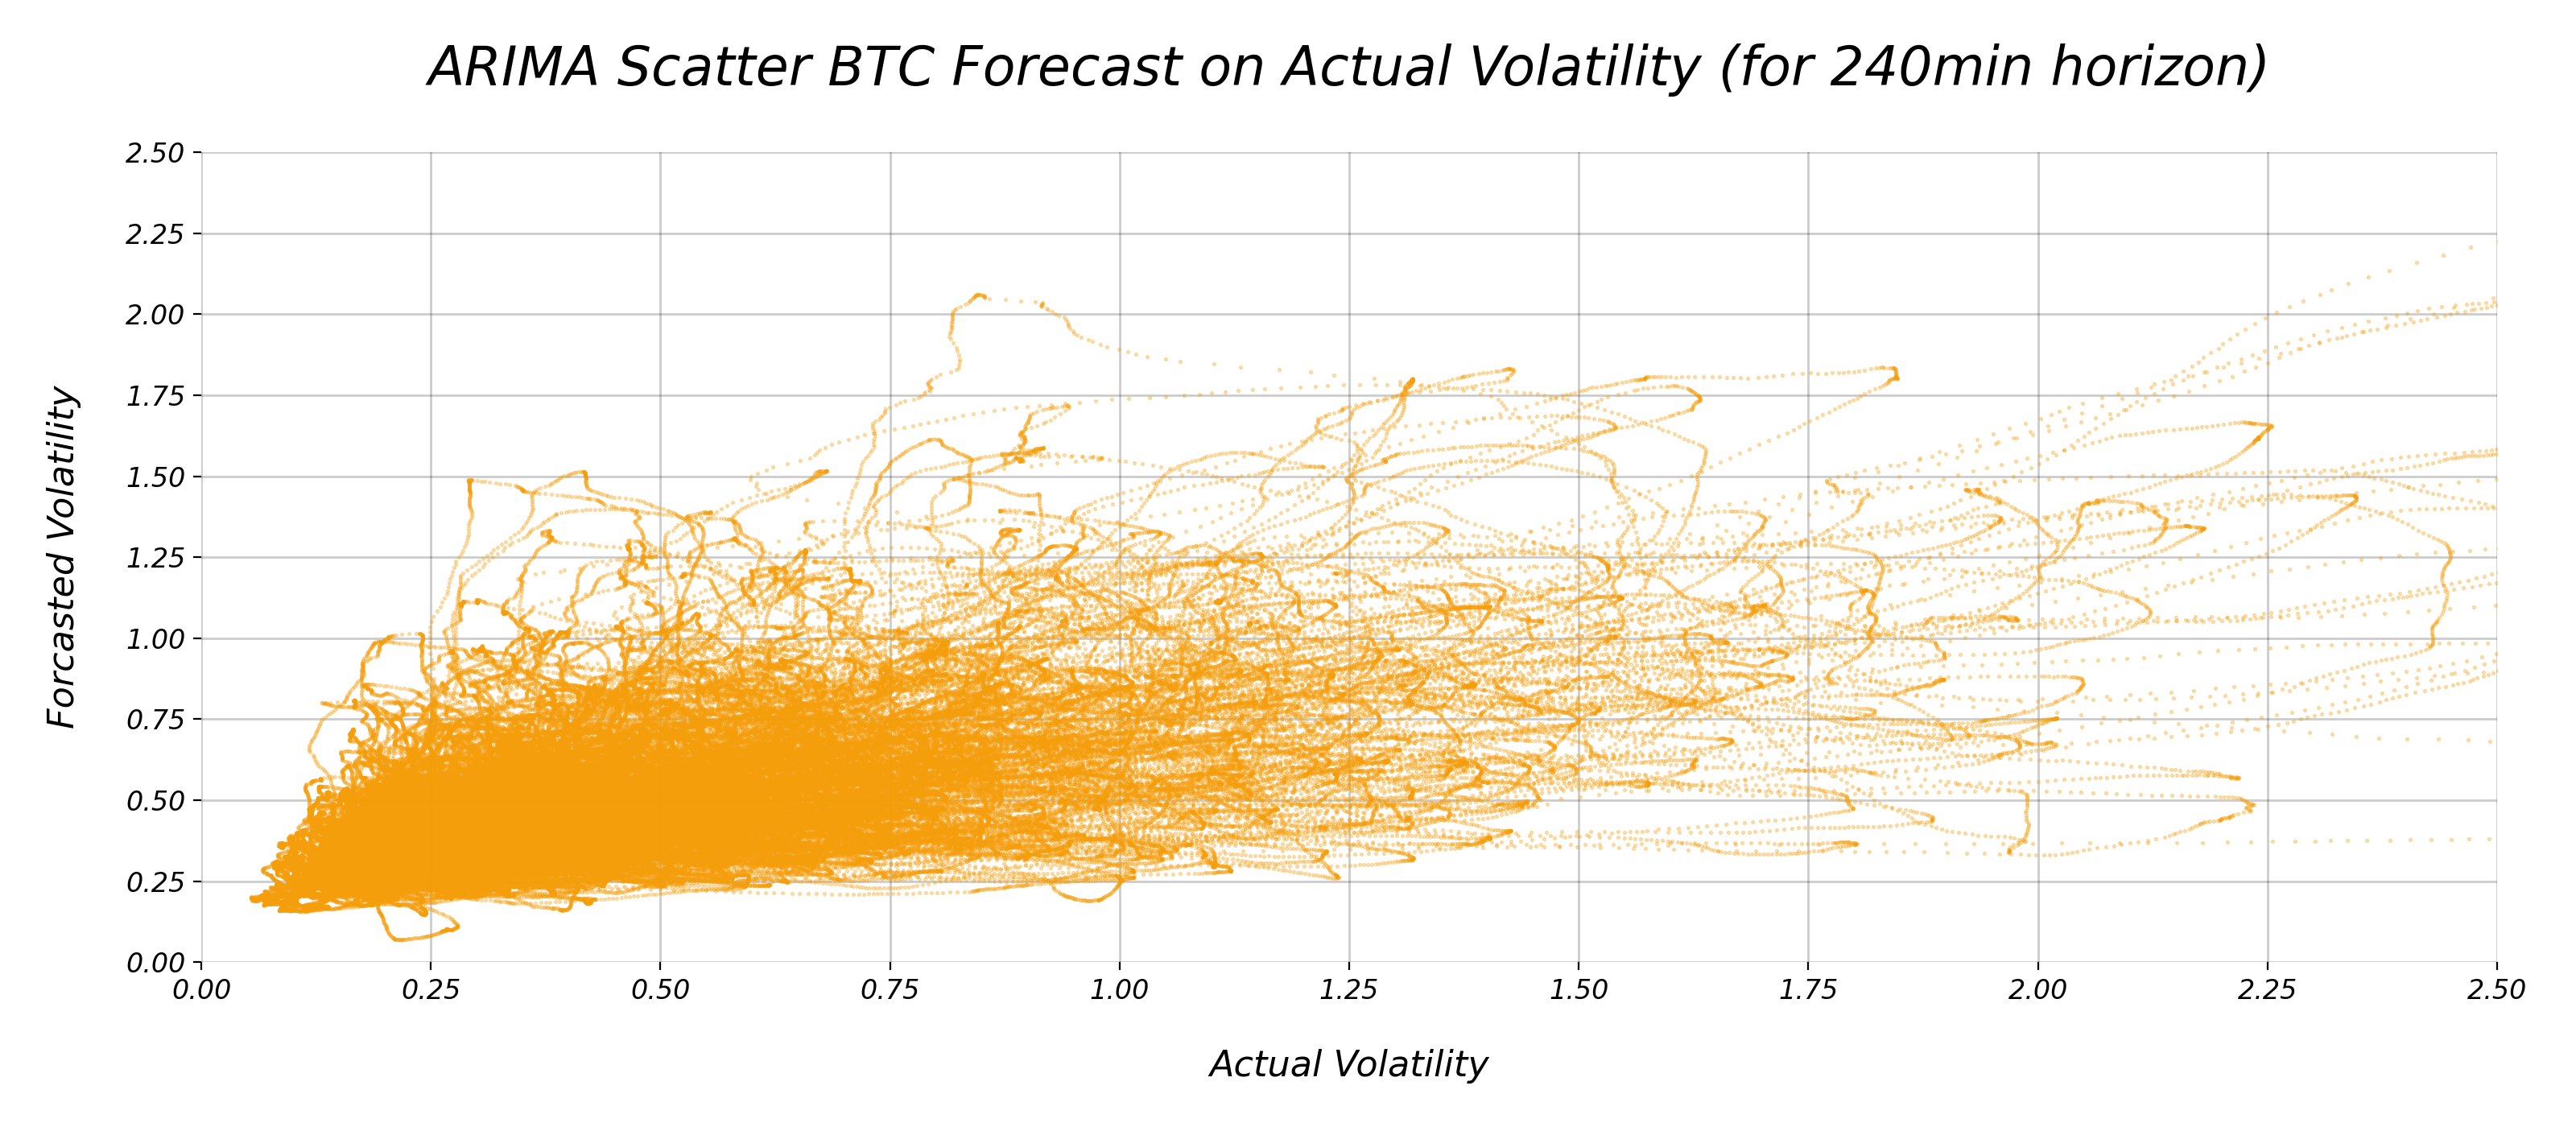 ARIMA Scatter BTC Forecast on Actual Volatility (for 240min horizon)
Forcasted Volatility
2.50
2.25
2.00
1.75
1.50
1.25
1.00
0.75
0.50
0.25
0.00
0.00 0.25 0.50 0.75 1.00 1.25 1.50 1.75 2.00 2.25 2.50
Actual Volatility